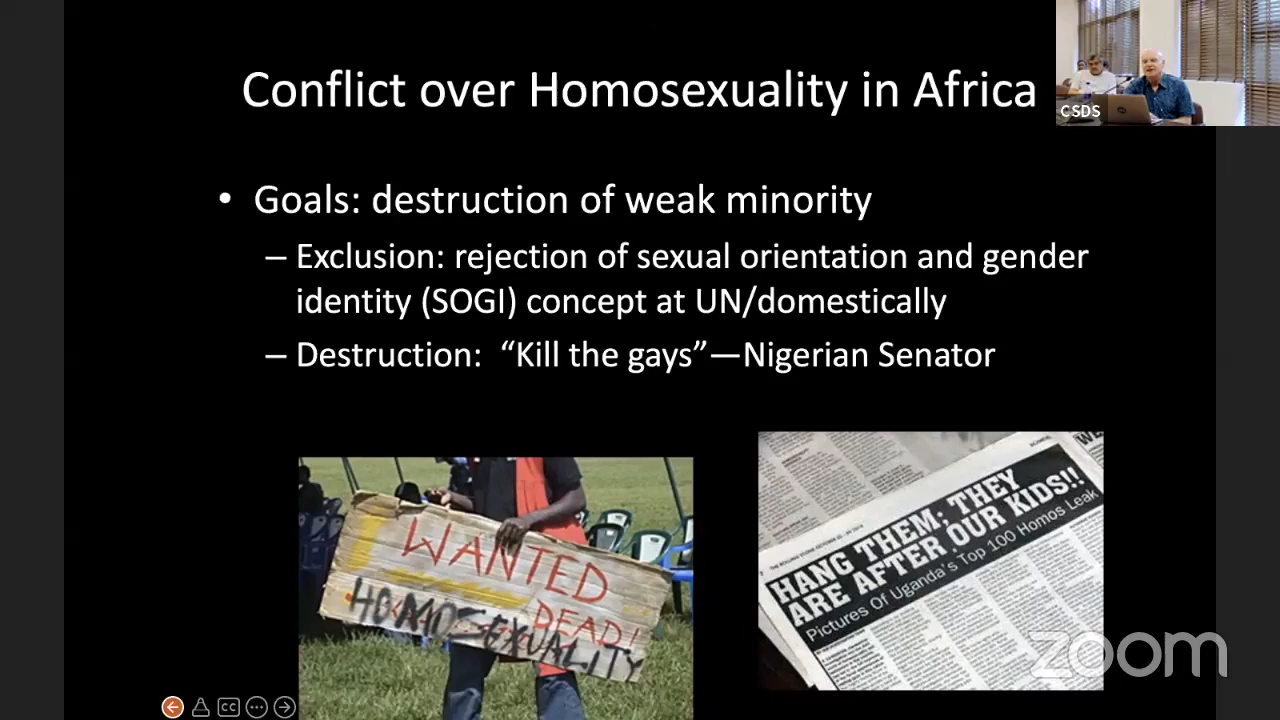 Conflict over Homosexuality in Africa
CSDS
• Goals: destruction of weak minority
– Exclusion: rejection of sexual orientation and gender
identity (SOGI) concept at UN/domestically
– Destruction: “Kill the gays”—Nigerian Senator
WANTED
DEAD!
HOMOSEXUALITY
HANG THEM; THEY
ARE AFTER OUR KIDS!!
Pictures Of Uganda's Top 100 Homos Leak
zoom
CC